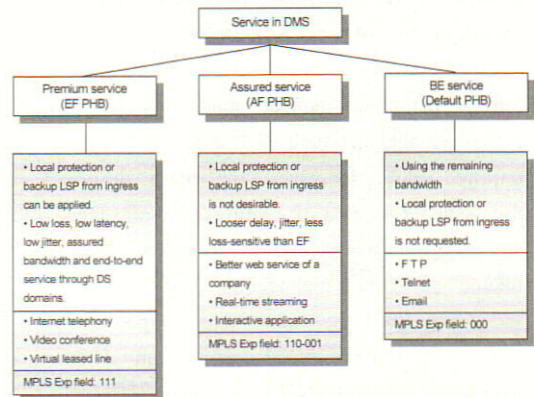 Service in DMS
Premium service
(EF PHB)
Assured service
(AF PHB)
BE service
(Default PHB)
• Local protection or
backup LSP from ingress
can be applied.
• Low loss, low latency,
low jitter, assured
bandwidth and end-to-end
service through DS
domains.
• Internet telephony
• Video conference
• Virtual leased line
MPLS Exp field: 111
• Local protection or
backup LSP from ingress
is not desirable.
• Looser delay, jitter, less
loss-sensitive than EF
• Better web service of a
company
• Real-time streaming
• Interactive application
MPLS Exp field: 110-001
• Using the remaining
bandwidth
• Local protection or
backup LSP from ingress
is not requested.
• F T P
• Telnet
• Email
MPLS Exp field: 000